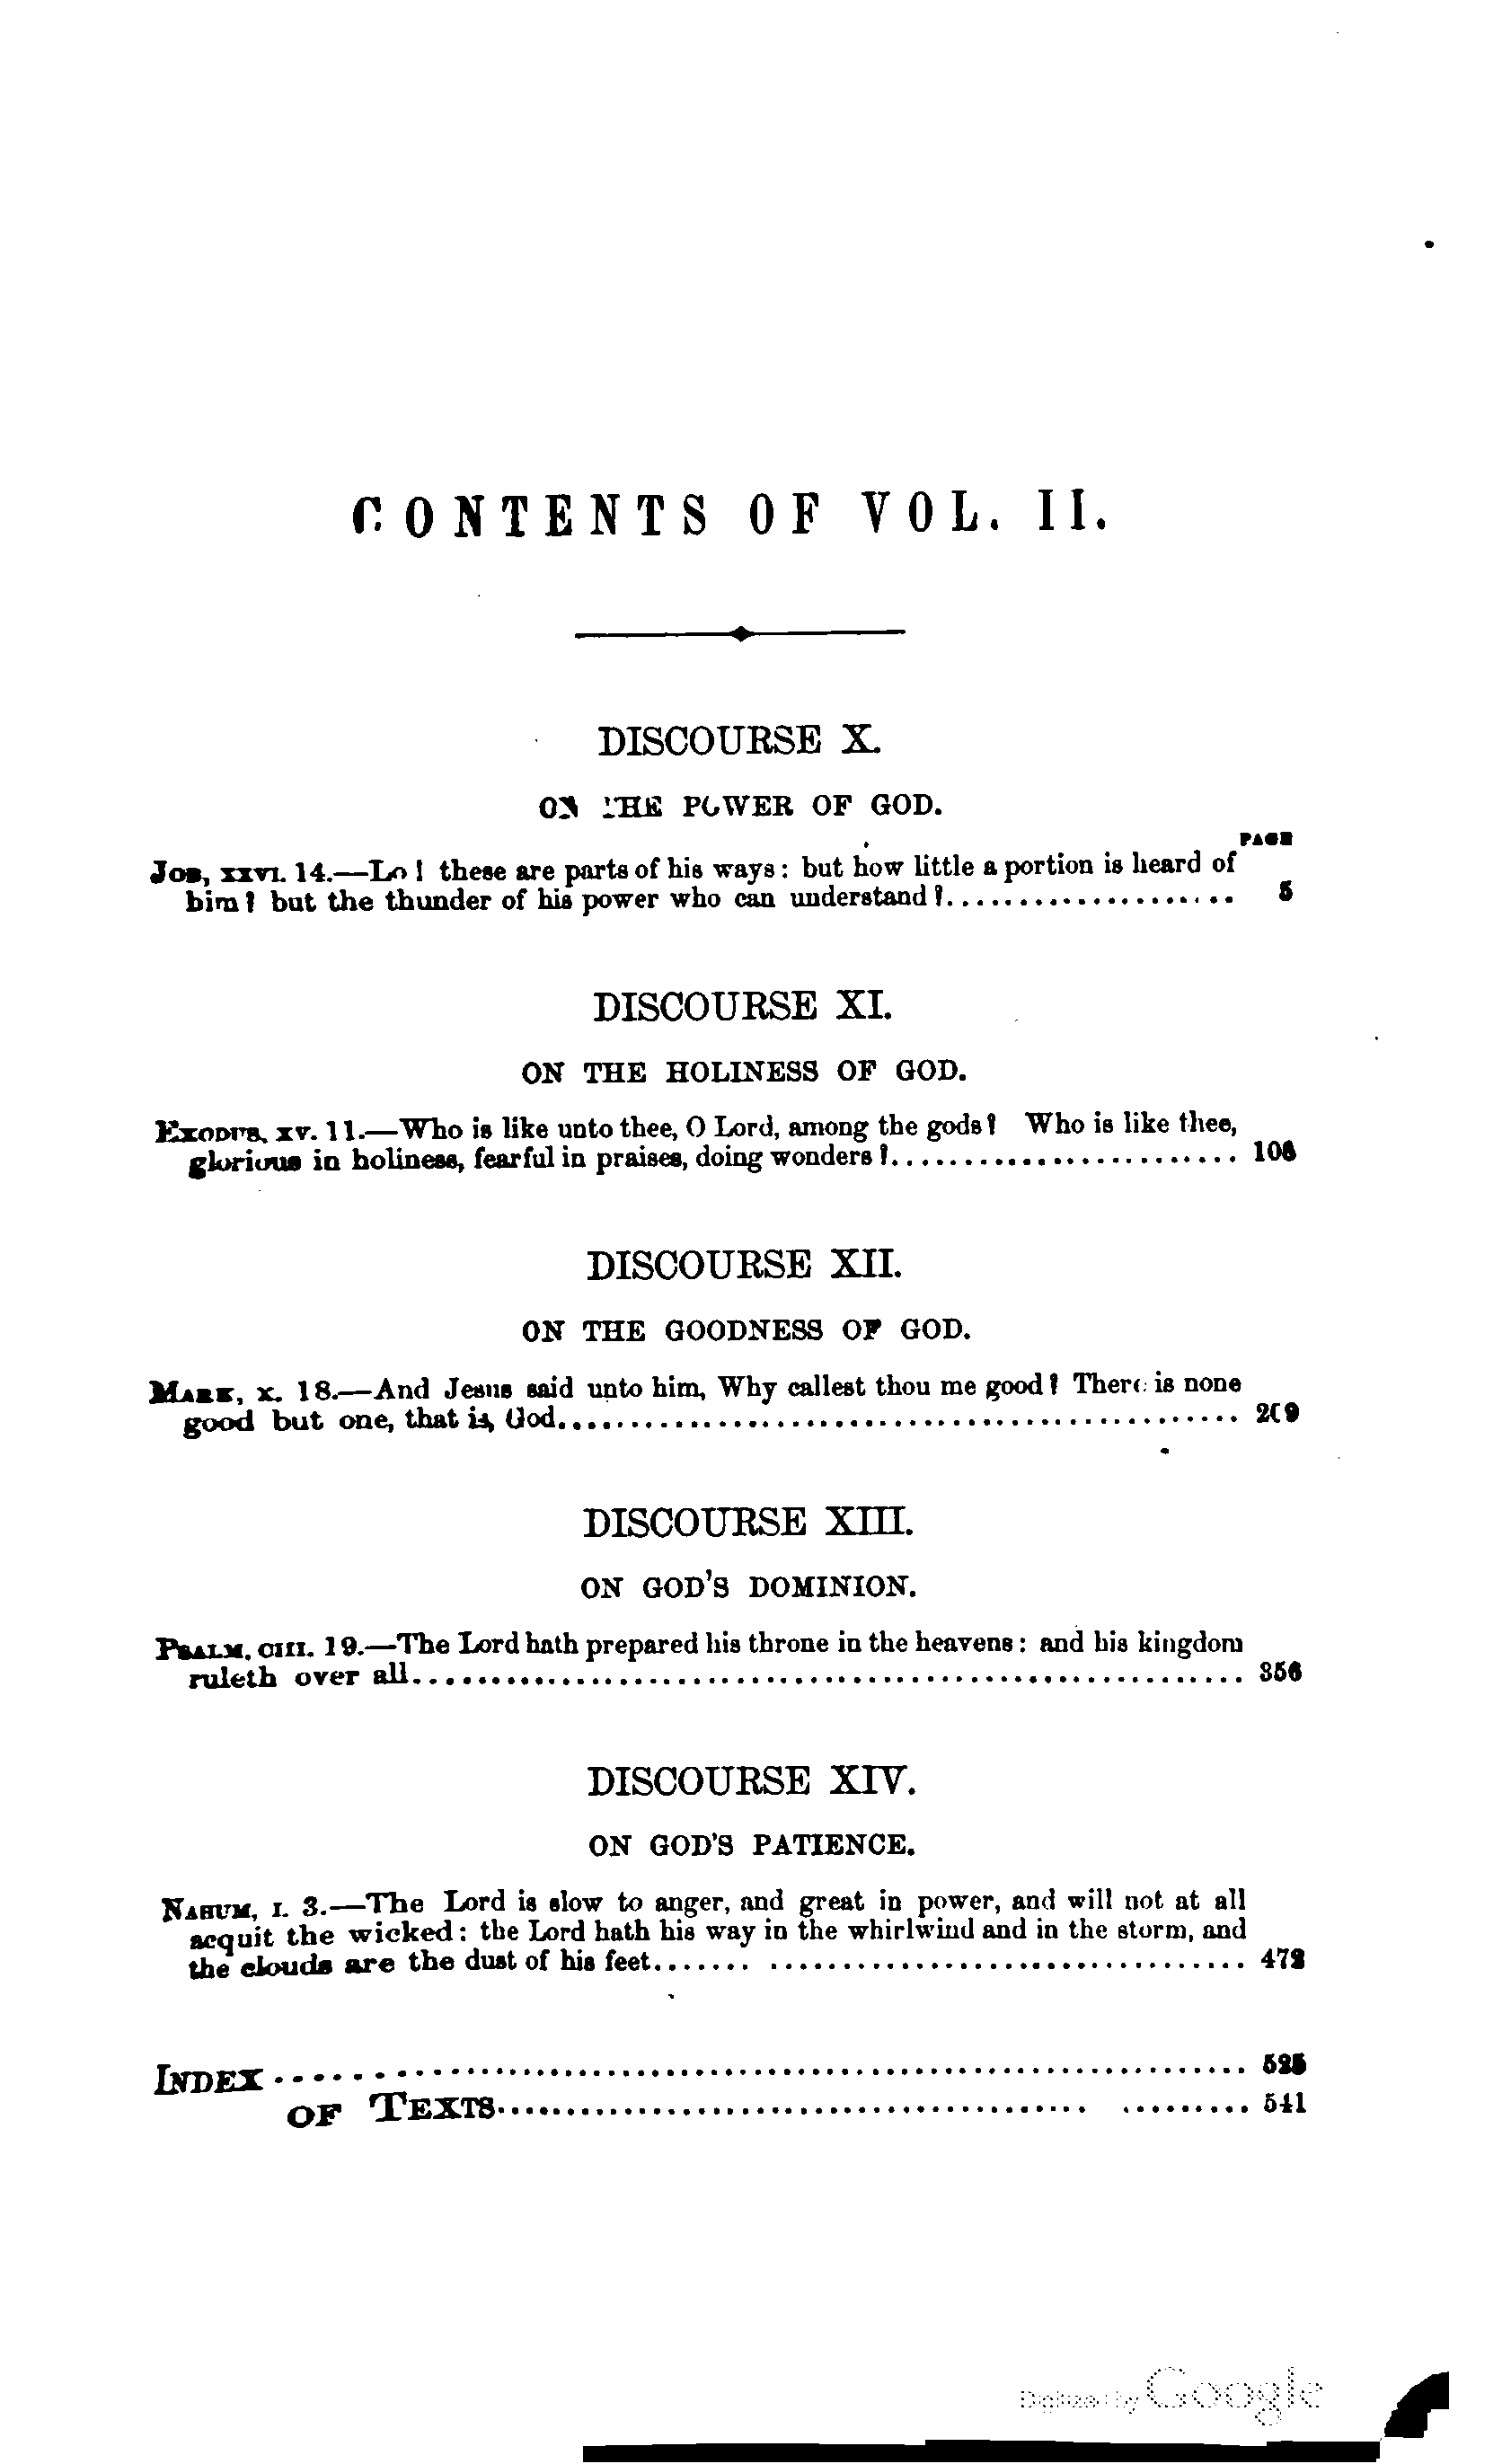 CONTENTS OF VOL. II.
DISCOURSE X.
ON THE POWER OF GOD.
PAGE
JOB, XXVI. 14.—Lo! these are parts of his ways: but how little a portion is heard of
him? but the thunder of his power who can understand?.................... 5
DISCOURSE XI.
ON THE HOLINESS OF GOD.
EXODUS, XV. 11.—Who is like unto thee, O Lord, among the gods? Who is like thee,
glorious in holiness, fearful in praises, doing wonders?........................
DISCOURSE XII.
ON THE GOODNESS OF GOD.
MARK, X. 18.—And Jesus said unto him, Why callest thou me good? There is none
good but one, that is, God............................................... 209
DISCOURSE XIII.
ON GOD'S DOMINION.
PSALM, CIII. 19.—The Lord hath prepared his throne in the heavens: and his kingdom
ruleth over all.......................................................... 356
DISCOURSE XIV.
ON GOD'S PATIENCE.
NAHUM, I. 3.—The Lord is slow to anger, and great in power, and will not at all
acquit the wicked: the Lord hath his way in the whirlwind and in the storm, and
the clouds are the dust of his feet....... ................................. 472
INDEX .................................................................. 525
OF TEXTS......................................... ......... 541
Digitized by Google